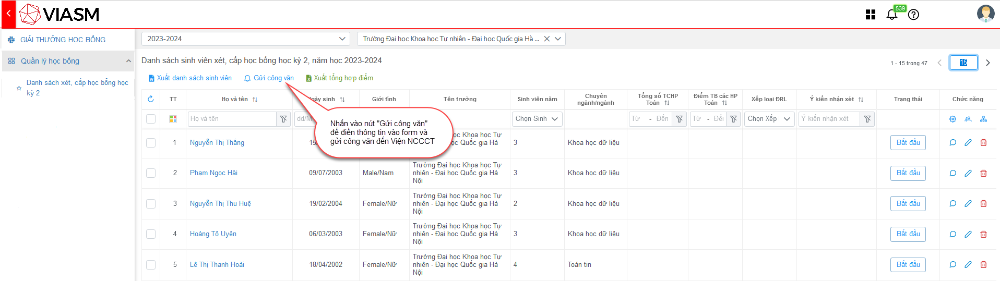 VIASM
539
GIẢI THƯỞNG HỌC BỔNG
2023-2024
Trường Đại học Khoa học Tự nhiên - Đại học Quốc gia Hà ...
Quản lý học bổng
Danh sách xét, cấp học bổng học
kỳ 2
Danh sách sinh viên xét, cấp học bổng học kỳ 2, năm học 2023-2024
1 - 15 trong 47
15
Xuất danh sách sinh viên
Gửi công văn
Xuất tổng hợp điểm
TT
Họ và tên
Ngày sinh
Giới tính
Tên trường
Sinh viên năm
Chuyên
ngành/ngành
Tổng số TCHP
Toán
Điểm TB các HP
Toán
Xếp loại ĐRL
Ý kiến nhận xét
Trạng thái
Chức năng
Họ và tên
dd/M
Chọn Sinh
Từ - Đến
Từ - Đến
Chọn Xếp
Ý kiến nhận xét
Nhấn vào nút "Gửi công văn"
để điền thông tin vào form và
gửi công văn đến Viện NCCCT
1
Nguyễn Thị Thắng
15
Khoa học Tự
Quốc gia Hà
Nội
3
Khoa học dữ liệu
Bắt đầu
2
Phạm Ngọc Hải
09/07/2003
Male/Nam
Trường Đại học Khoa học Tự
nhiên - Đại học Quốc gia Hà
Nội
3
Khoa học dữ liệu
Bắt đầu
3
Nguyễn Thị Thu Huệ
19/02/2004
Female/Nữ
Trường Đại học Khoa học Tự
nhiên - Đại học Quốc gia Hà
Nội
2
Khoa học dữ liệu
Bắt đầu
4
Hoàng Tô Uyên
06/03/2003
Female/Nữ
Trường Đại học Khoa học Tự
nhiên - Đại học Quốc gia Hà
Nội
3
Khoa học dữ liệu
Bắt đầu
5
Lê Thị Thanh Hoài
18/04/2002
Female/Nữ
Trường Đại học Khoa học Tự
nhiên - Đại học Quốc gia Hà
Nội
4
Toán tin
Bắt đầu